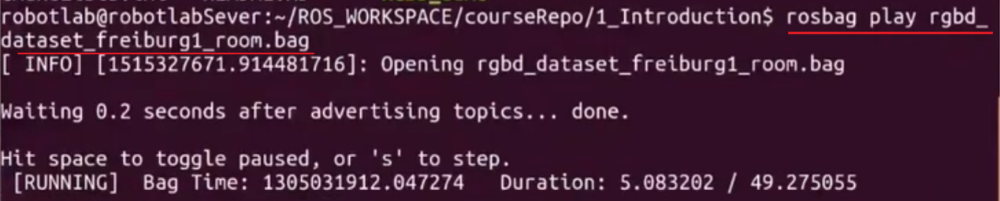 robotlab@robotlabSever:~/ROS_WORKSPACE/courseRepo/1_Introduction$ rosbag play rgbd_
dataset_freiburg1_room.bag
[ INFO] [1515327671.914481716]: Opening rgbd_dataset_freiburg1_room.bag
Waiting 0.2 seconds after advertising topics... done.
Hit space to toggle paused, or 's' to step.
[RUNNING]  Bag Time: 1305031912.047274   Duration: 5.083202 / 49.275055